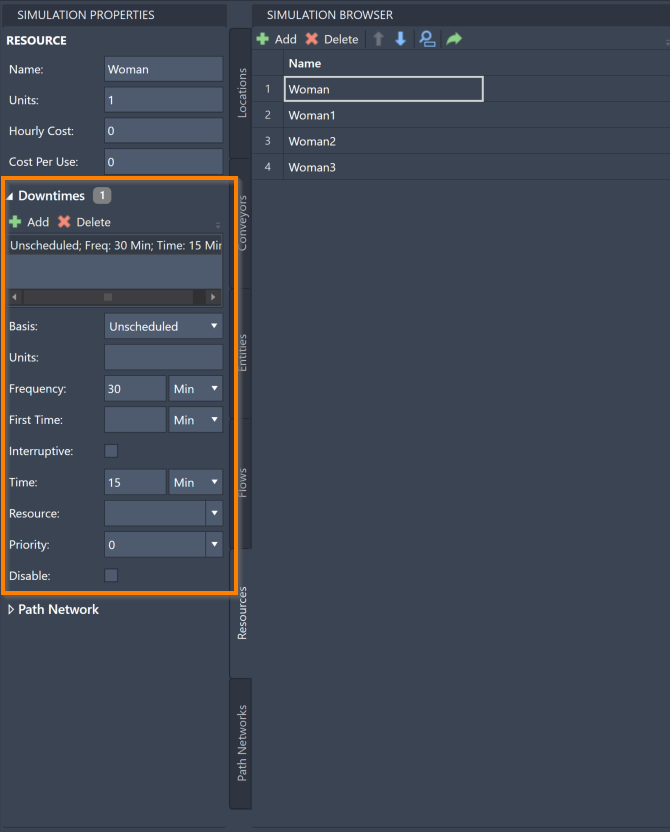 SIMULATION PROPERTIES
RESOURCE
Name: Woman
Units: 1
Hourly Cost: 0
Cost Per Use: 0
Downtimes 1
Add Delete
Unscheduled; Freq: 30 Min; Time: 15 Min
Basis: Unscheduled
Units:
Frequency: 30 Min
First Time: Min
Interruptive:
Time: 15 Min
Resource:
Priority: 0
Disable:
Path Network
Locations
Conveyors
Entities
Flows
Resources
Path Networks
SIMULATION BROWSER
Add Delete
Name
1 Woman
2 Woman1
3 Woman2
4 Woman3